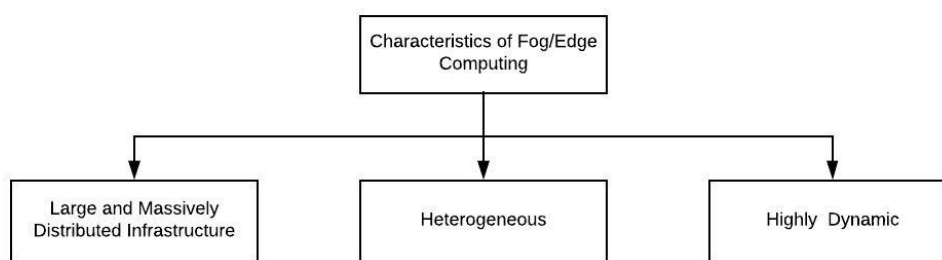 Characteristics of Fog/Edge
Computing
Large and Massively
Distributed Infrastructure
Heterogeneous
Highly Dynamic